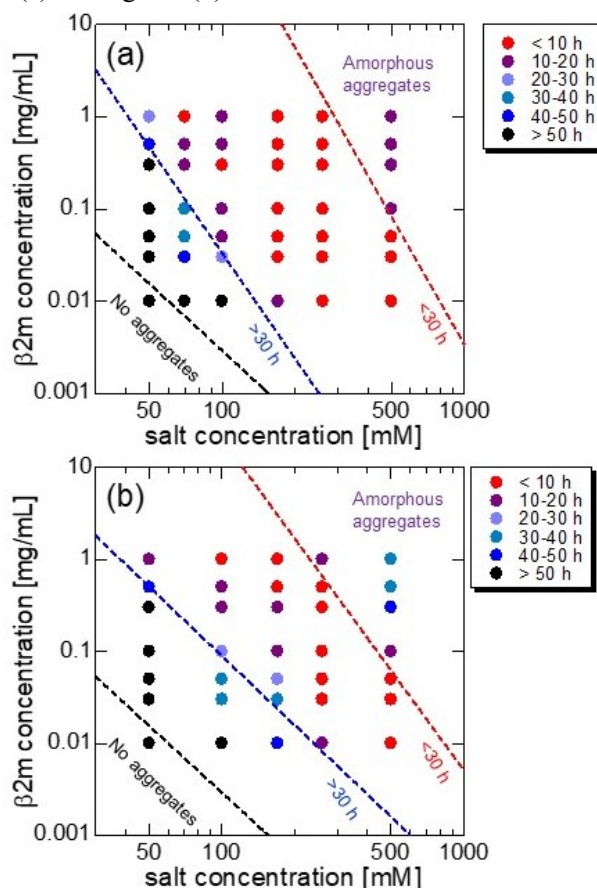 (a)
Amorphous
aggregates
No aggregates
>30 h
<30 h
10
1
0.1
0.01
0.001
β2m concentration [mg/mL]
50
100
500
1000
salt concentration [mM]
< 10 h
10-20 h
20-30 h
30-40 h
40-50 h
> 50 h
(b)
Amorphous
aggregates
No aggregates
>30 h
<30 h
10
1
0.1
0.01
0.001
β2m concentration [mg/mL]
50
100
500
1000
salt concentration [mM]
< 10 h
10-20 h
20-30 h
30-40 h
40-50 h
> 50 h